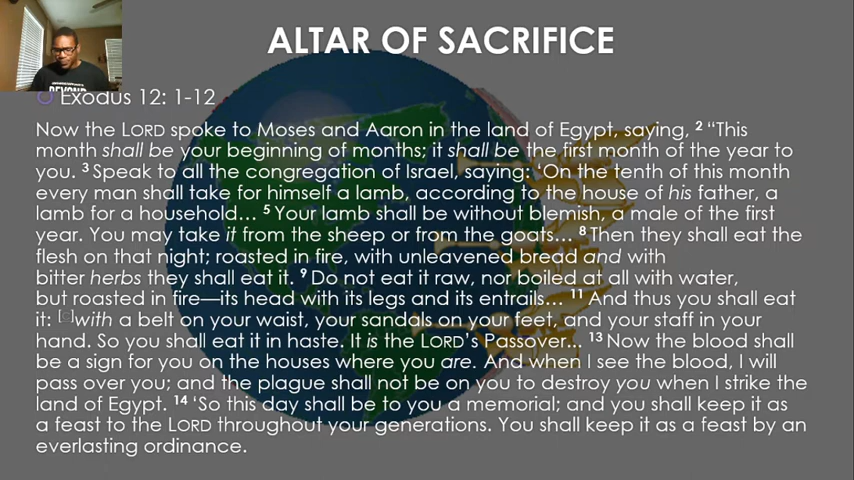 ALTAR OF SACRIFICE
BEYOND
Exodus 12: 1-12
Now the LORD spoke to Moses and Aaron in the land of Egypt, saying, 2 “This
month shall be your beginning of months; it shall be the first month of the year to
you. 3 Speak to all the congregation of Israel, saying: ‘On the tenth of this month
every man shall take for himself a lamb, according to the house of his father, a
lamb for a household… 5 Your lamb shall be without blemish, a male of the first
year. You may take it from the sheep or from the goats… 8 Then they shall eat the
flesh on that night; roasted in fire, with unleavened bread and with
bitter herbs they shall eat it. 9 Do not eat it raw, nor boiled at all with water,
but roasted in fire—its head with its legs and its entrails… 11 And thus you shall eat
it: [c]with a belt on your waist, your sandals on your feet, and your staff in your
hand. So you shall eat it in haste. It is the LORD’s Passover… 13 Now the blood shall
be a sign for you on the houses where you are. And when I see the blood, I will
pass over you; and the plague shall not be on you to destroy you when I strike the
land of Egypt. 14 ‘So this day shall be to you a memorial; and you shall keep it as
a feast to the LORD throughout your generations. You shall keep it as a feast by an
everlasting ordinance.